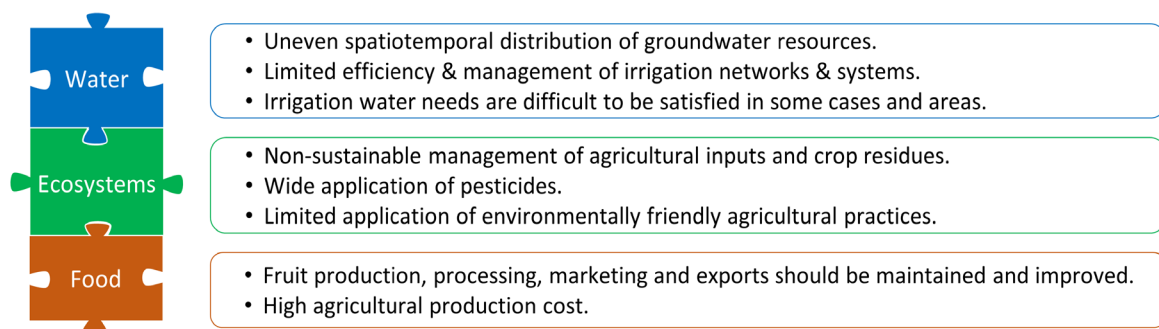 Water
• Uneven spatiotemporal distribution of groundwater resources.
• Limited efficiency & management of irrigation networks & systems.
• Irrigation water needs are difficult to be satisfied in some cases and areas.
Ecosystems
• Non-sustainable management of agricultural inputs and crop residues.
• Wide application of pesticides.
• Limited application of environmentally friendly agricultural practices.
Food
• Fruit production, processing, marketing and exports should be maintained and improved.
• High agricultural production cost.